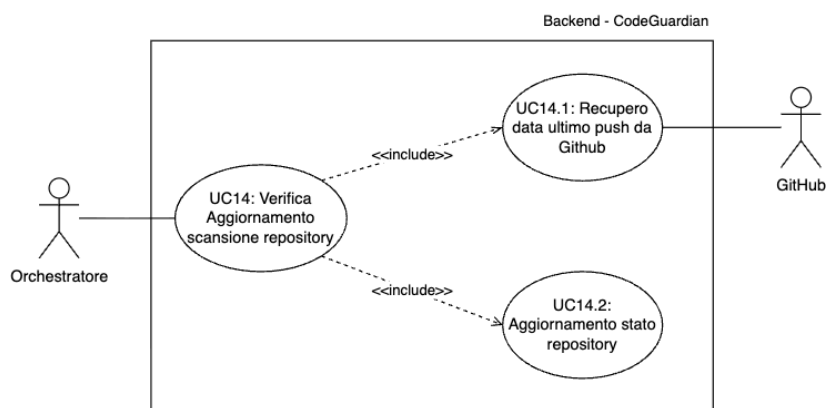 Backend - CodeGuardian
UC14.1: Recupero
data ultimo push da
Github
<<include>>
GitHub
UC14: Verifica
Aggiornamento
scansione repository
Orchestratore
<<include>>
UC14.2:
Aggiornamento stato
repository